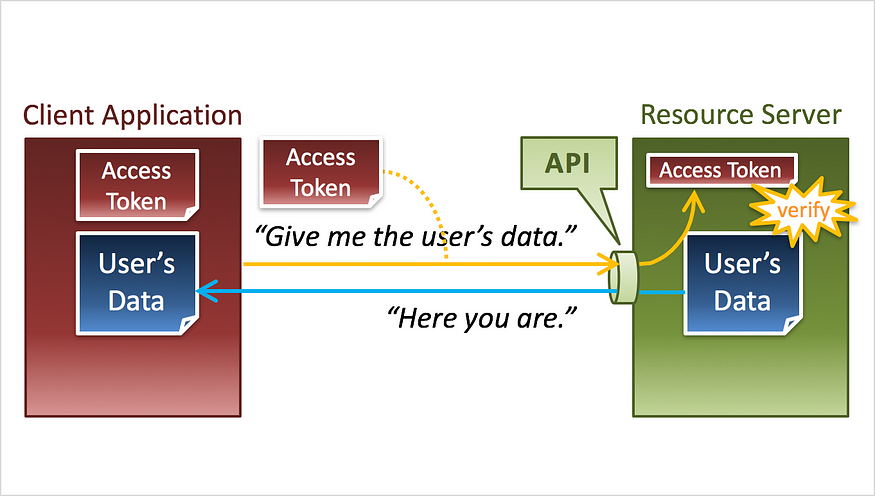 Client Application
Resource Server
Access
Token
Access
Token
API
Access Token
verify
“Give me the user’s data.”
User’s
Data
User’s
Data
“Here you are.”